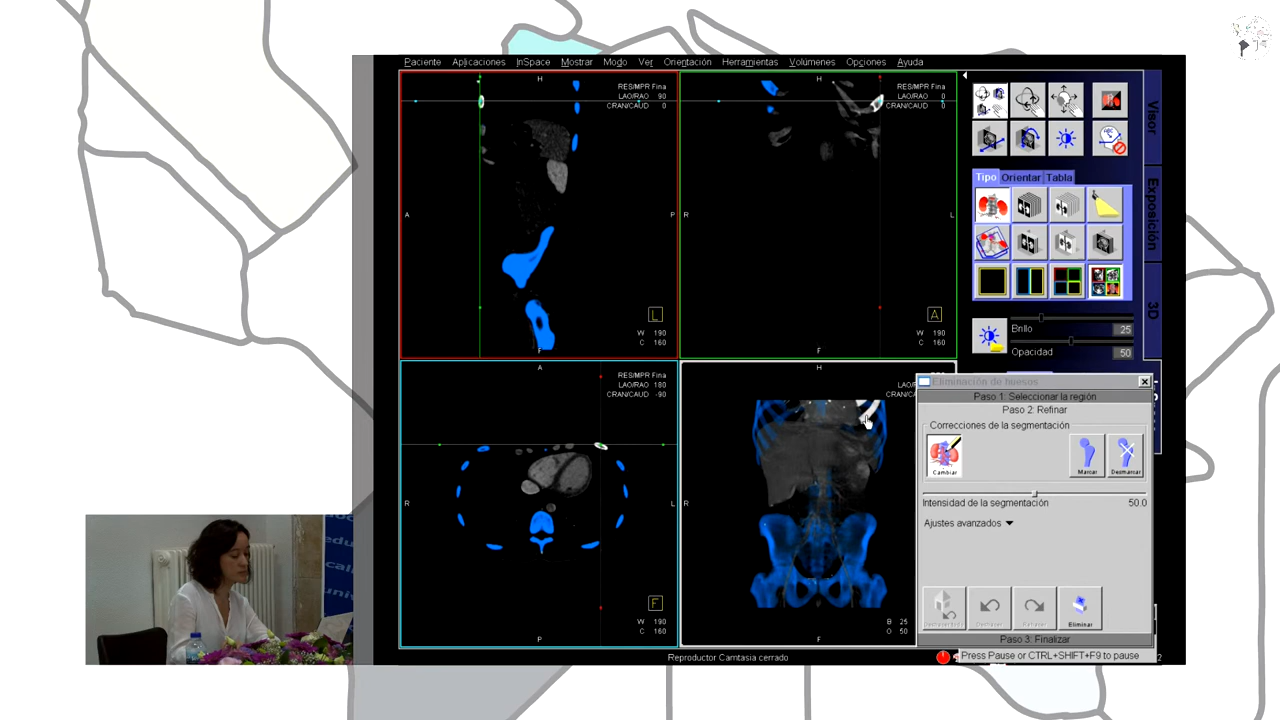 Paciente Aplicaciones InSpace Mostrar Modo Ver Orientación Herramientas Volúmenes Opciones Ayuda
H
RES/MPR Fina
LAO/RAO 90
CRAN/CAUD 0
A
P
L
W 190
C 160
F
H
RES/MPR Fina
LAO/RAO 0
CRAN/CAUD 0
R
L
A
W 190
C 160
F
A
RES/MPR Fina
LAO/RAO 180
CRAN/CAUD -90
R
L
F
W 190
C 160
P
H
R
B 25
O 50
F
Visor
Exposición
3D
Tipo Orientar Tabla
Brillo 25
Opacidad 50
Eliminación de huesos
Paso 1: Seleccionar la región
Paso 2: Refinar
Correcciones de la segmentación
Cambiar
Marcar
Desmarcar
Intensidad de la segmentación 50.0
Ajustes avanzados
Deshacer
Rehacer
Eliminar
Paso 3: Finalizar
Reproductor Camtasia cerrado
Press Pause or CTRL+SHIFT+F9 to pause